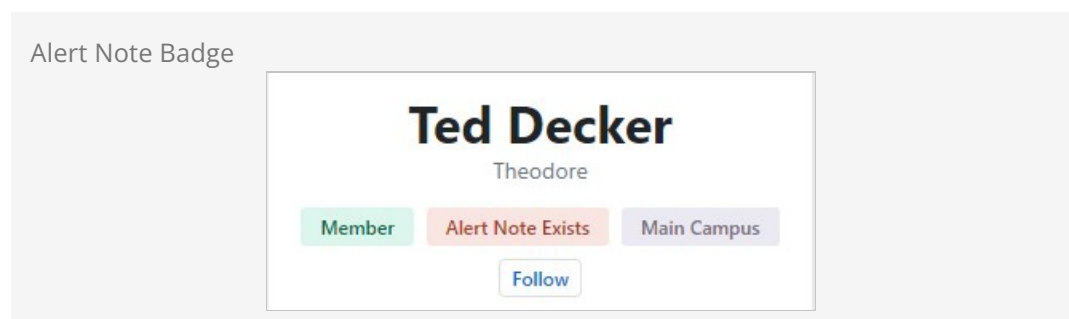 Alert Note Badge
Ted Decker
Theodore
Member Alert Note Exists Main Campus
Follow